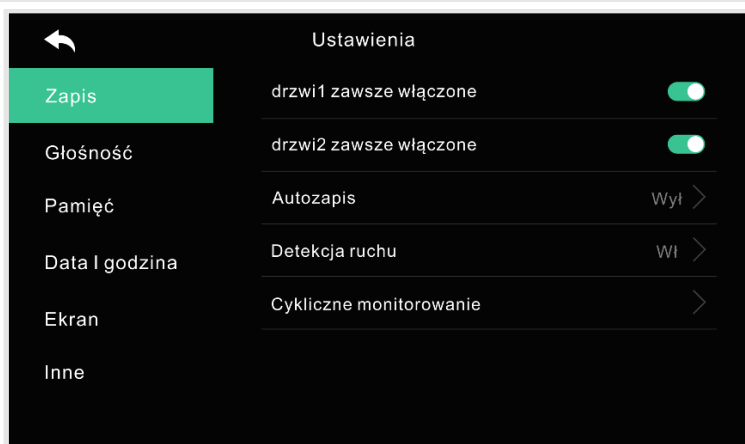 Ustawienia
Zapis
Głośność
Pamięć
Data I godzina
Ekran
Inne
drzwi1 zawsze włączone
drzwi2 zawsze włączone
Autozapis Wył
Detekcja ruchu Wł
Cykliczne monitorowanie